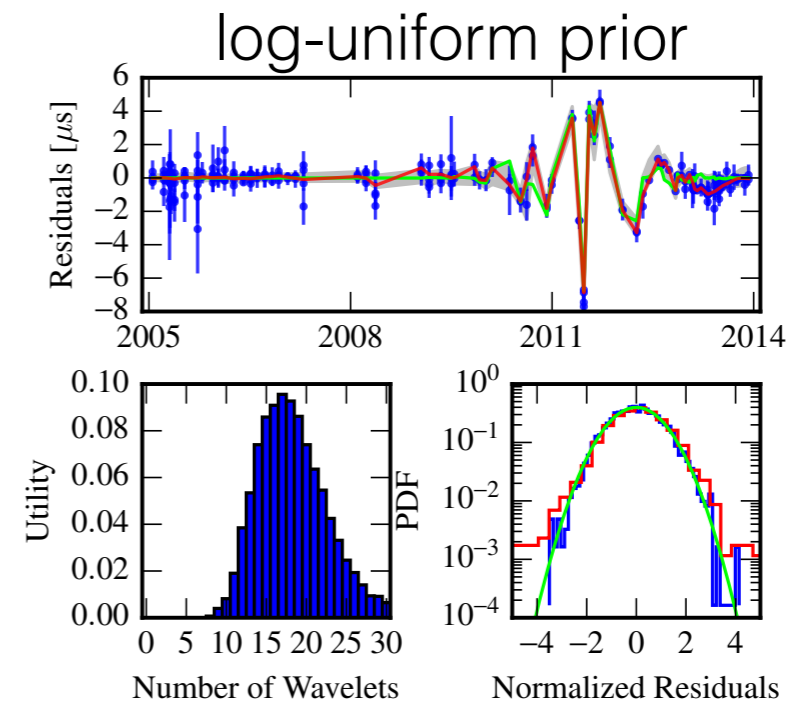 log-uniform prior
6
4
2
0
−2
−4
−6
−8
Residuals [μs]
2005 2008 2011 2014
0.10
0.08
0.06
0.04
0.02
0.00
Utility
0 5 10 15 20 25 30
Number of Wavelets
10^0
10^−1
10^−2
10^−3
10^−4
PDF
−4 −2 0 2 4
Normalized Residuals